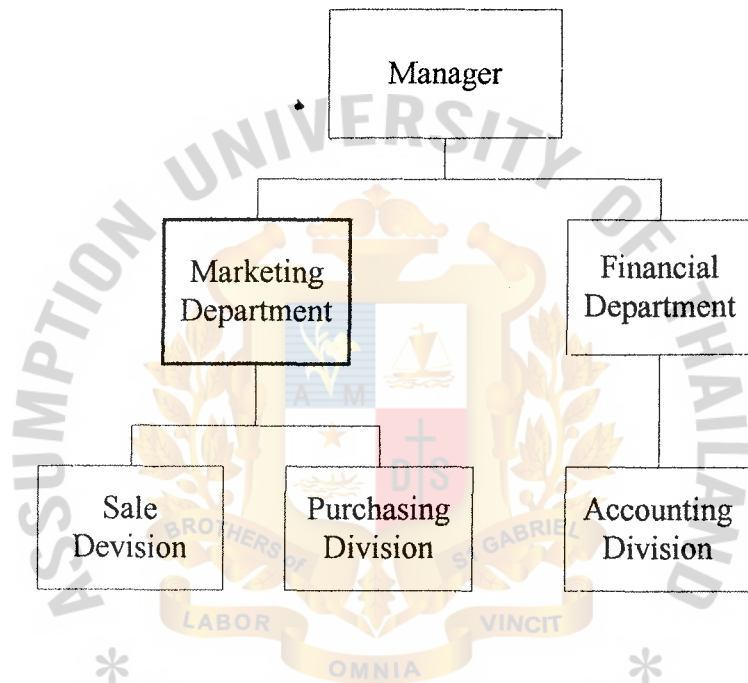 Manager
ASSUMPTION UNIVERSITY OF THAILAND
Marketing
Department
Financial
Department
A M
D S
Sale
Devision
Purchasing
Division
Accounting
Division
BROTHERS of ST GABRIEL
LABOR
VINCIT
OMNIA